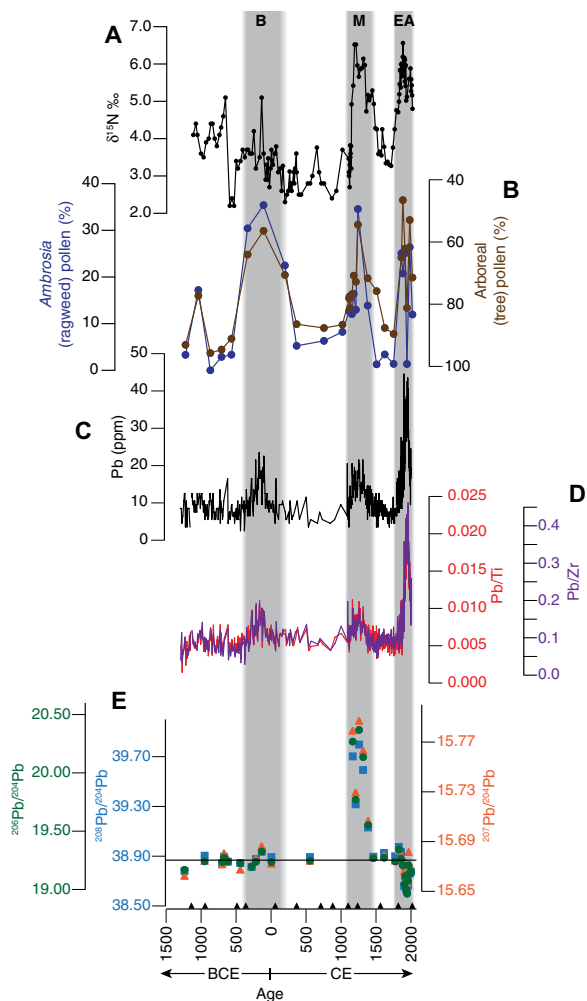 B M EA
A
7.0
6.0
5.0
4.0
3.0
2.0
δ15N ‰
B
40
30
20
10
0
Ambrosia
(ragweed) pollen (%)
40
60
80
100
Arboreal
(tree) pollen (%)
C
50
40
30
20
10
0
Pb (ppm)
D
0.025
0.020
0.015
0.010
0.005
0.000
Pb/Ti
0.4
0.3
0.2
0.1
0.0
Pb/Zr
E
20.50
20.00
19.50
19.00
206Pb/204Pb
39.70
39.30
38.90
38.50
208Pb/204Pb
15.77
15.73
15.69
15.65
207Pb/204Pb
1500 1000 500 0 500 1000 1500 2000
BCE CE
Age